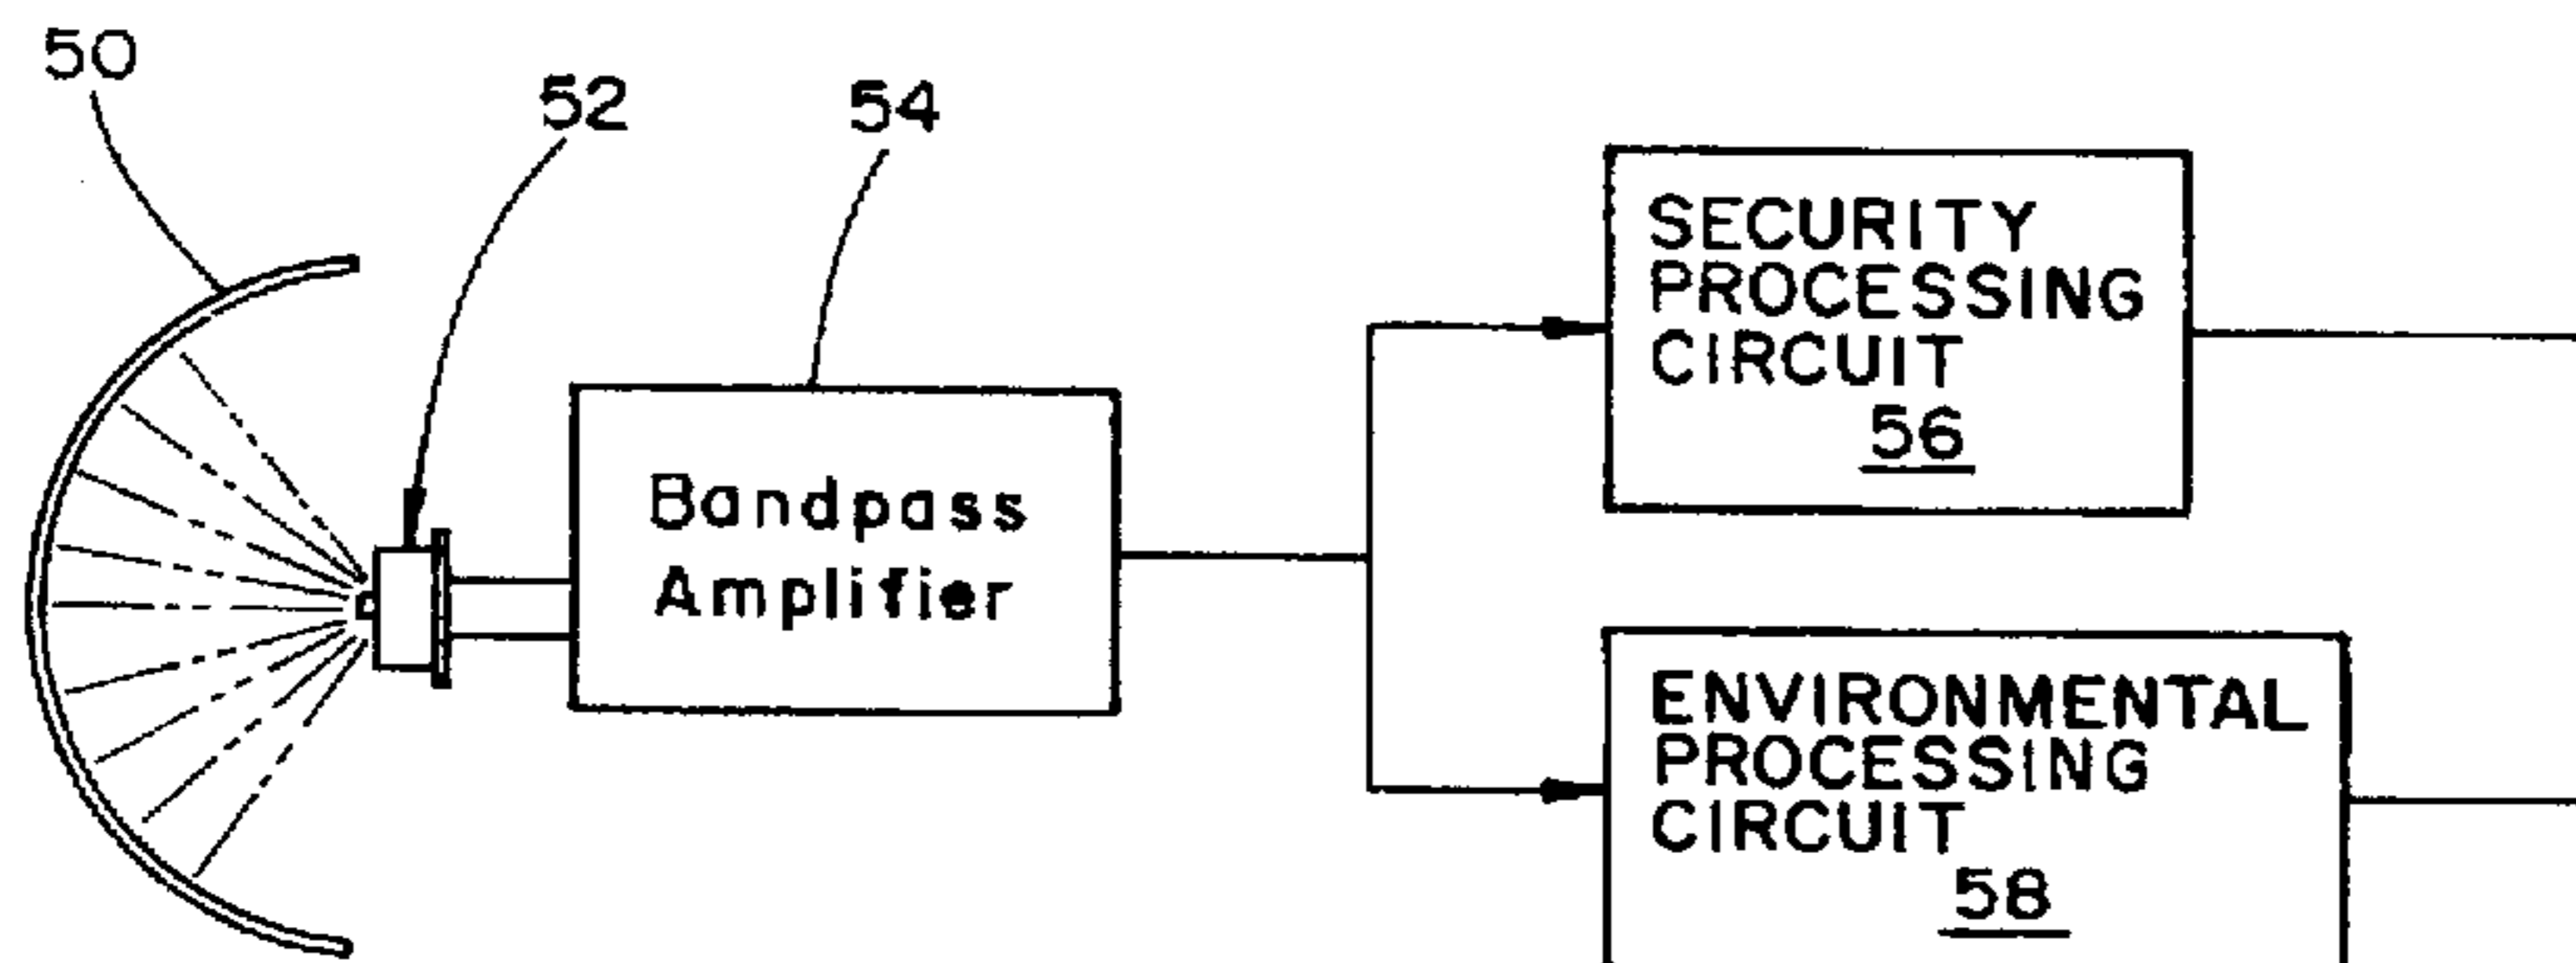 50
52
54
Bandpass
Amplifier
SECURITY
PROCESSING
CIRCUIT
56
ENVIRONMENTAL
PROCESSING
CIRCUIT
58